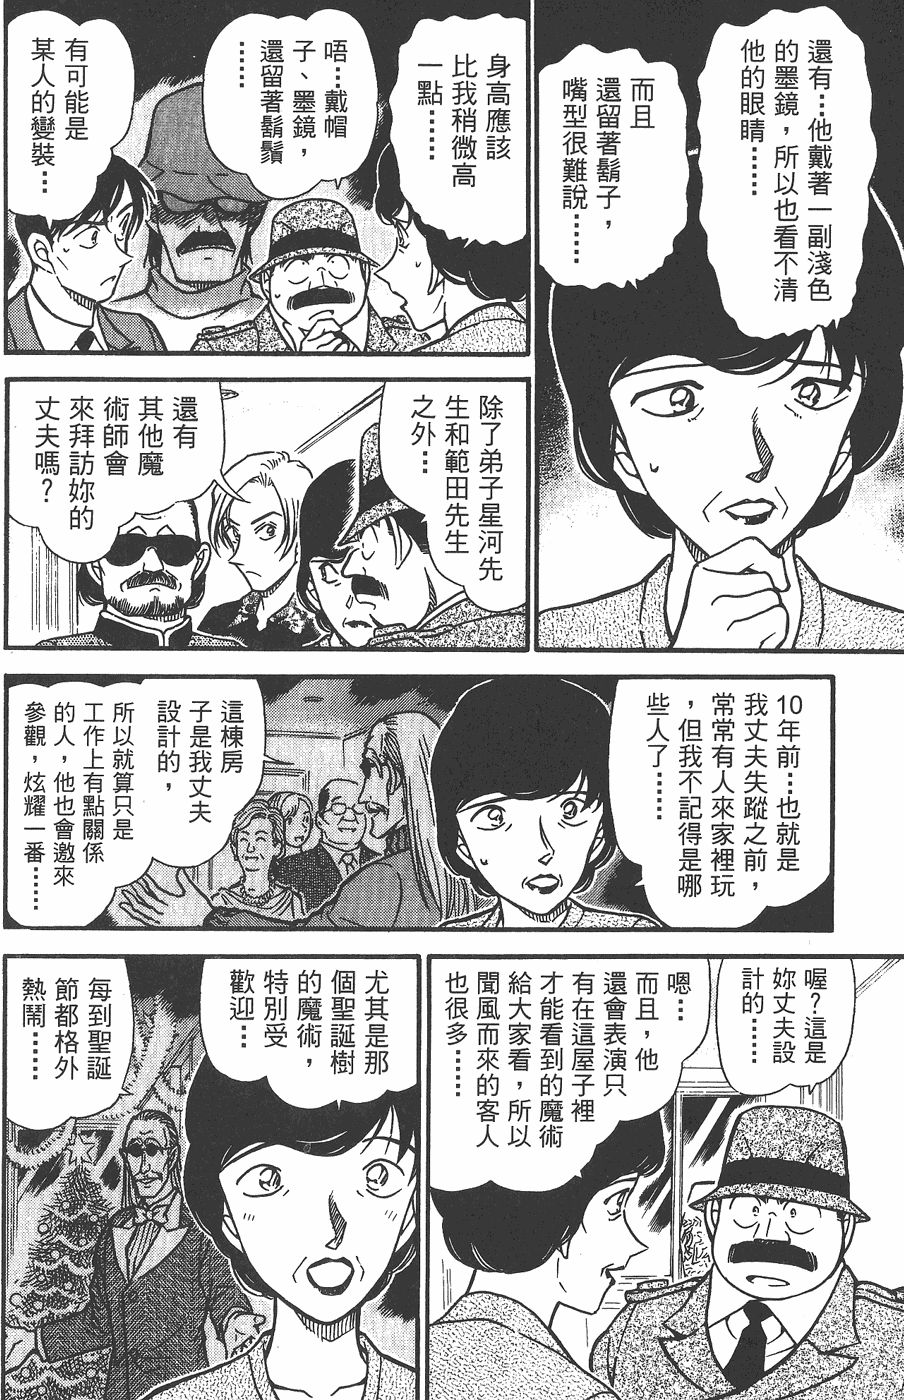 還有…他戴著一副淺色
的墨鏡，所以也看不清
他的眼睛……
而且
還留著鬍子，
嘴型很難說……
身高應該
比我稍微高
一點……
唔…戴帽
子、墨鏡，
還留著鬍鬚
……
有可能是
某人的變裝…
除了弟子星河先
生和範田先生
之外…
還有
其他魔
術師會
來拜訪妳的
丈夫嗎？
10年前…也就是
我丈夫失蹤之前，
常常有人來家裡玩
，但我不記得是哪
些人了……
這棟房
子是我丈夫
設計的，
所以就算只是
工作上有點關係
的人，他也會邀來
參觀，炫耀一番……
喔？這是
妳丈夫設
計的……
嗯…
而且，他
還會表演只
有在這屋子裡
才能看到的魔術
給大家看，所以
聞風而來的客人
也很多……
尤其是那
個聖誕樹
的魔術，
特別受
歡迎…
每到聖誕
節都格外
熱鬧……